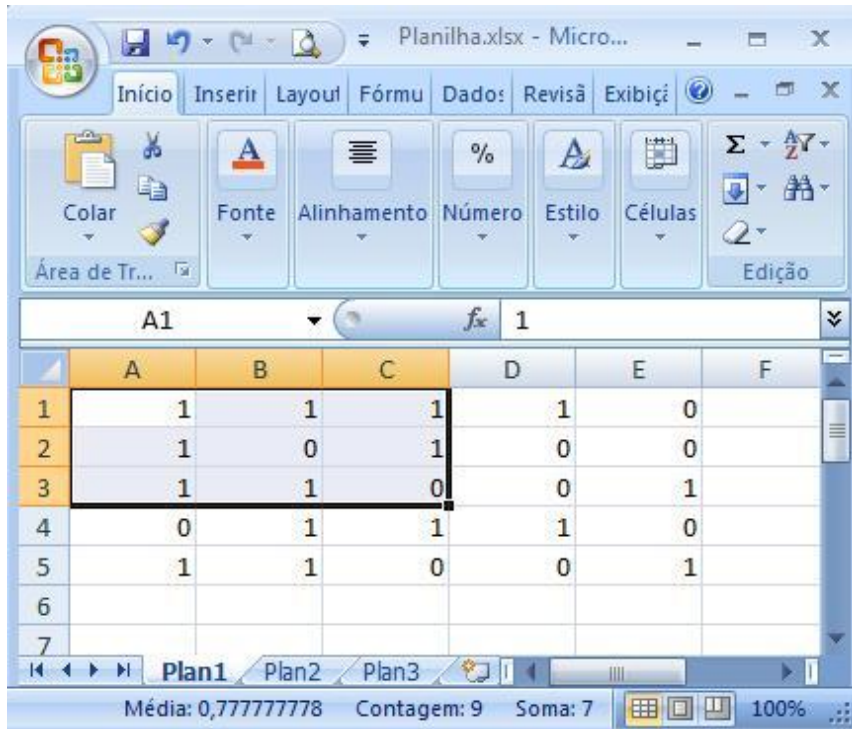 Planilha.xlsx - Micro...
Início Inserir Layout Fórmu Dados Revisã Exibiçã
Colar Fonte Alinhamento Número Estilo Células
% Σ A Z
Área de Tr... Edição
A1 fx 1
A B C D E F
1 1 1 1 1 0
2 1 0 1 0 0
3 1 1 0 0 1
4 0 1 1 1 0
5 1 1 0 0 1
6
7
Plan1 Plan2 Plan3
Média: 0,777777778 Contagem: 9 Soma: 7 100%